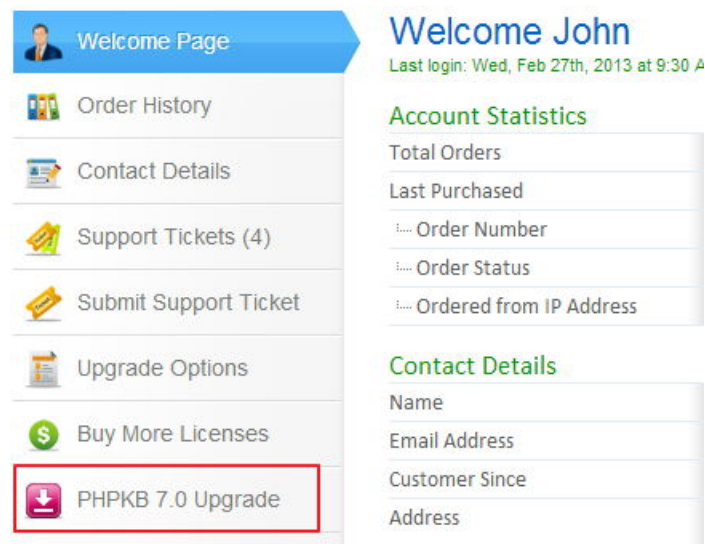 Welcome Page
Order History
Contact Details
Support Tickets (4)
Submit Support Ticket
Upgrade Options
Buy More Licenses
PHPKB 7.0 Upgrade
Welcome John
Last login: Wed, Feb 27th, 2013 at 9:30 A
Account Statistics
Total Orders
Last Purchased
Order Number
Order Status
Ordered from IP Address
Contact Details
Name
Email Address
Customer Since
Address